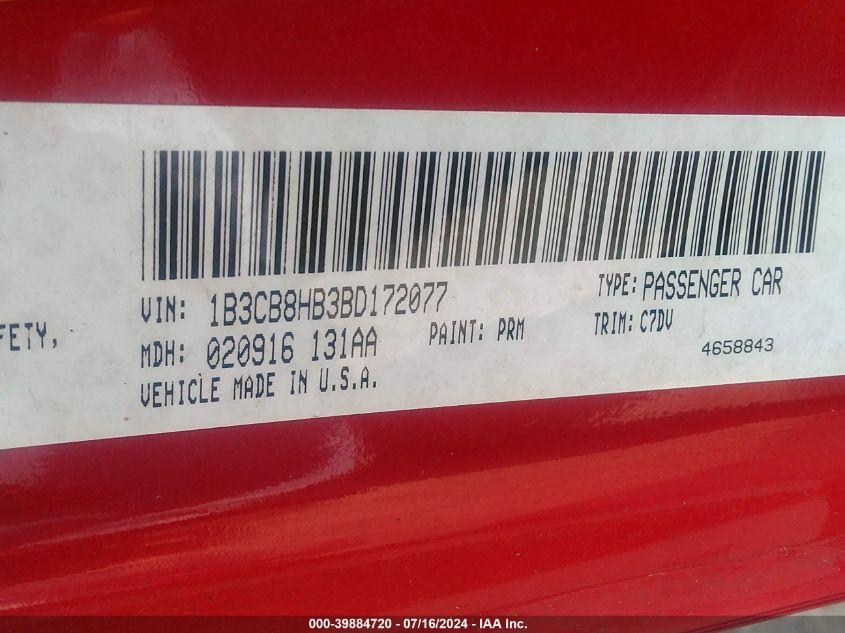 FETY,
VIN: 1B3CB8HB3BD172077 TYPE: PASSENGER CAR
MDH: 020916 131AA PAINT: PRM TRIM: C7DV
VEHICLE MADE IN U.S.A. 4658843
000-39884720 - 07/16/2024 - IAA Inc.